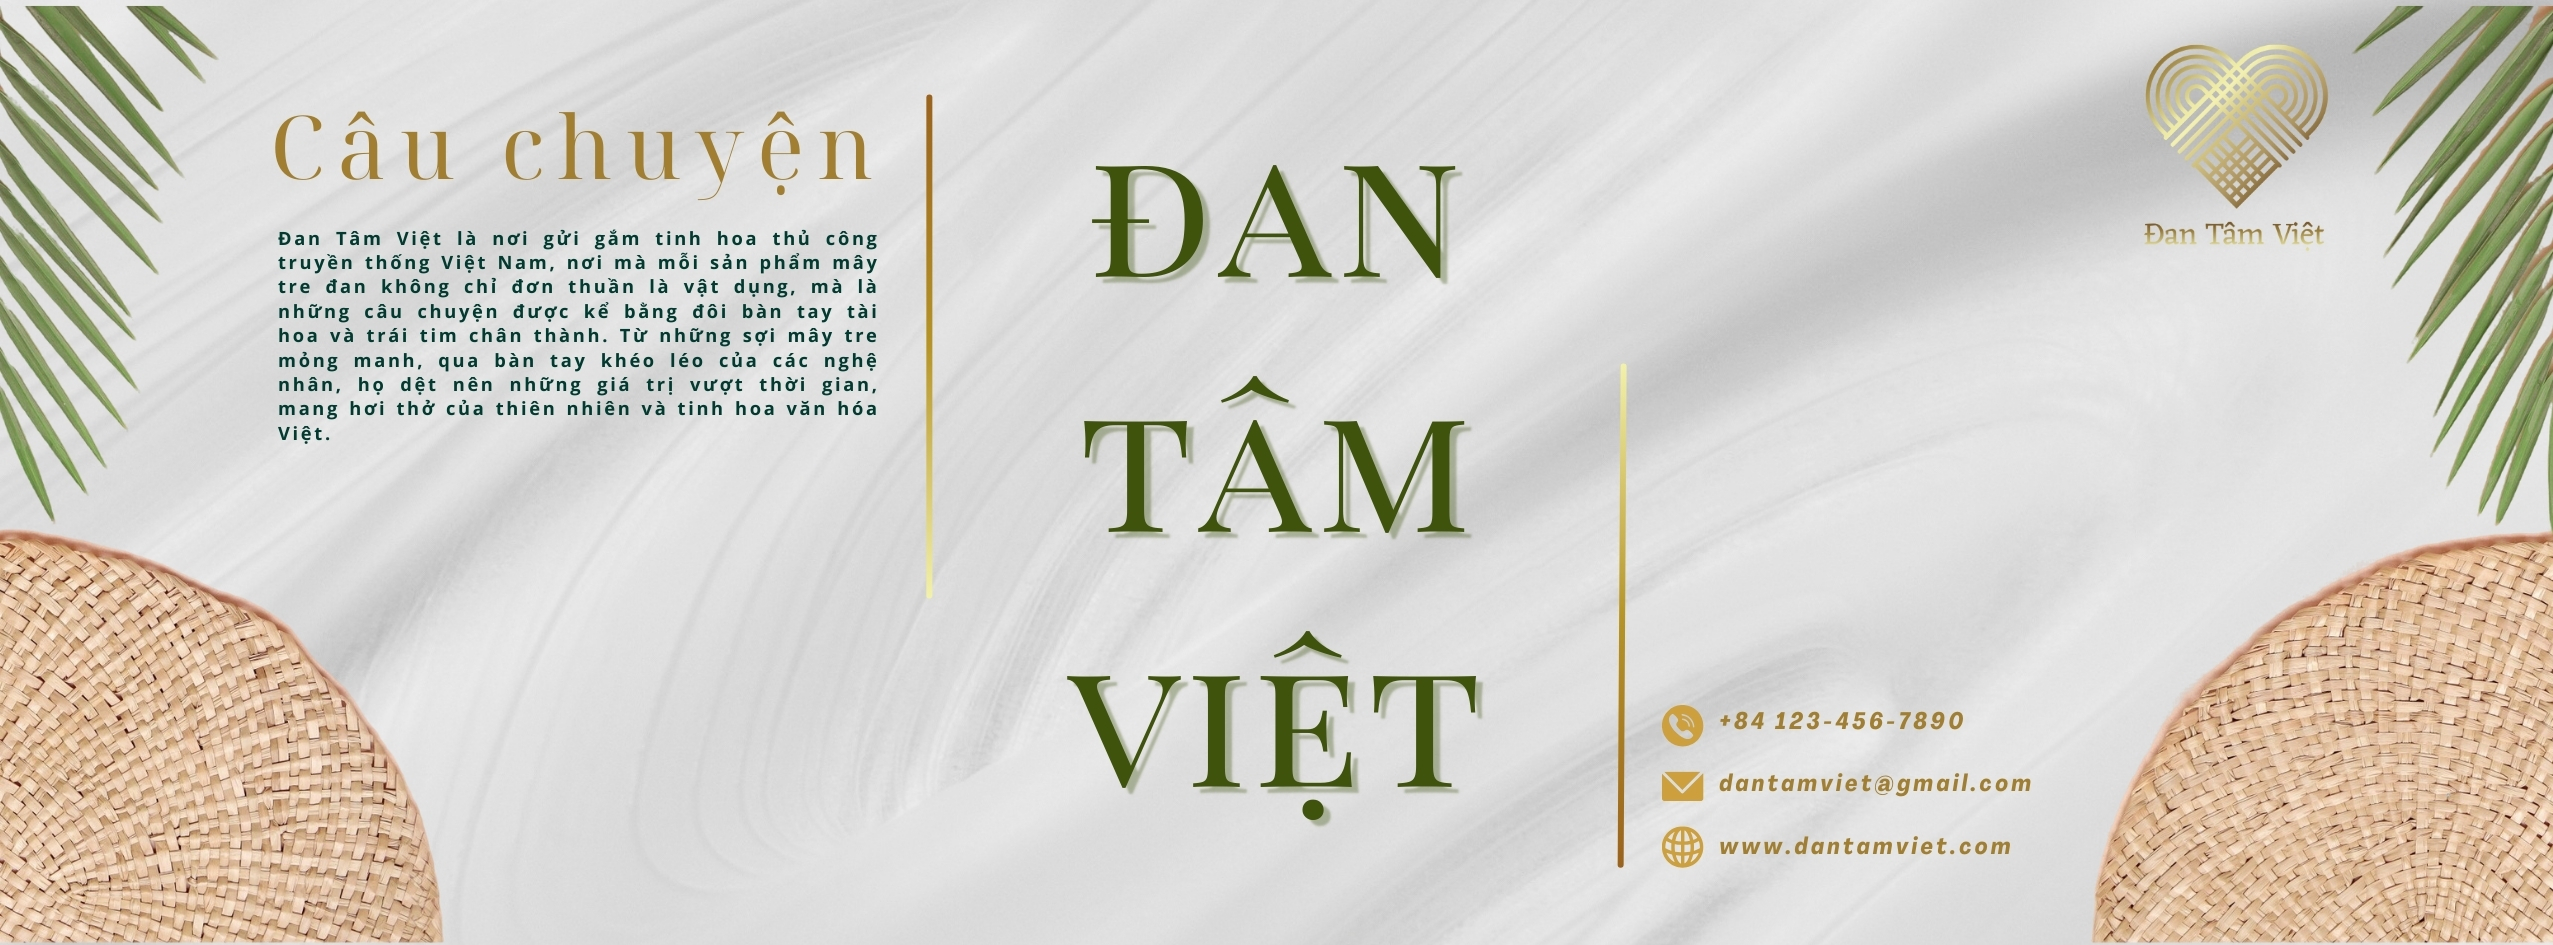 Câu chuyện
Đan Tâm Việt là nơi gửi gắm tinh hoa thủ công
truyền thống Việt Nam, nơi mà mỗi sản phẩm mây
tre đan không chỉ đơn thuần là vật dụng, mà là
những câu chuyện được kể bằng đôi bàn tay tài
hoa và trái tim chân thành. Từ những sợi mây tre
mỏng manh, qua bàn tay khéo léo của các nghệ
nhân, họ dệt nên những giá trị vượt thời gian,
mang hơi thở của thiên nhiên và tinh hoa văn hóa
Việt.
ĐAN
TÂM
VIỆT
Đan Tâm Việt
+84 123-456-7890
dantamviet@gmail.com
www.dantamviet.com